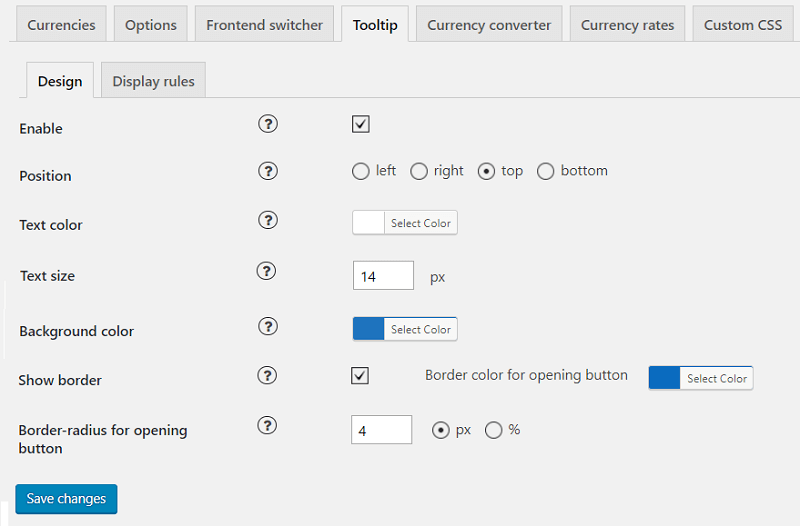 Currencies Options Frontend switcher Tooltip Currency converter Currency rates Custom CSS
Design Display rules
Enable ?
Position ? left right top bottom
Text color ? Select Color
Text size ? 14 px
Background color ? Select Color
Show border ? Border color for opening button Select Color
Border-radius for opening ? 4 px %
button
Save changes